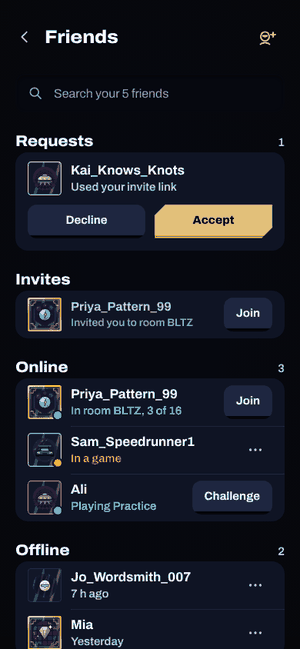 Friends
Search your 5 friends
Requests 1
Kai_Knows_Knots
Used your invite link
Decline Accept
Invites
Priya_Pattern_99
Invited you to room BLTZ
Join
Online 3
Priya_Pattern_99
In room BLTZ, 3 of 16
Join
Sam_Speedrunner1
In a game
Ali
Playing Practice
Challenge
Offline 2
Jo_Wordsmith_007
7 h ago
Mia
Yesterday